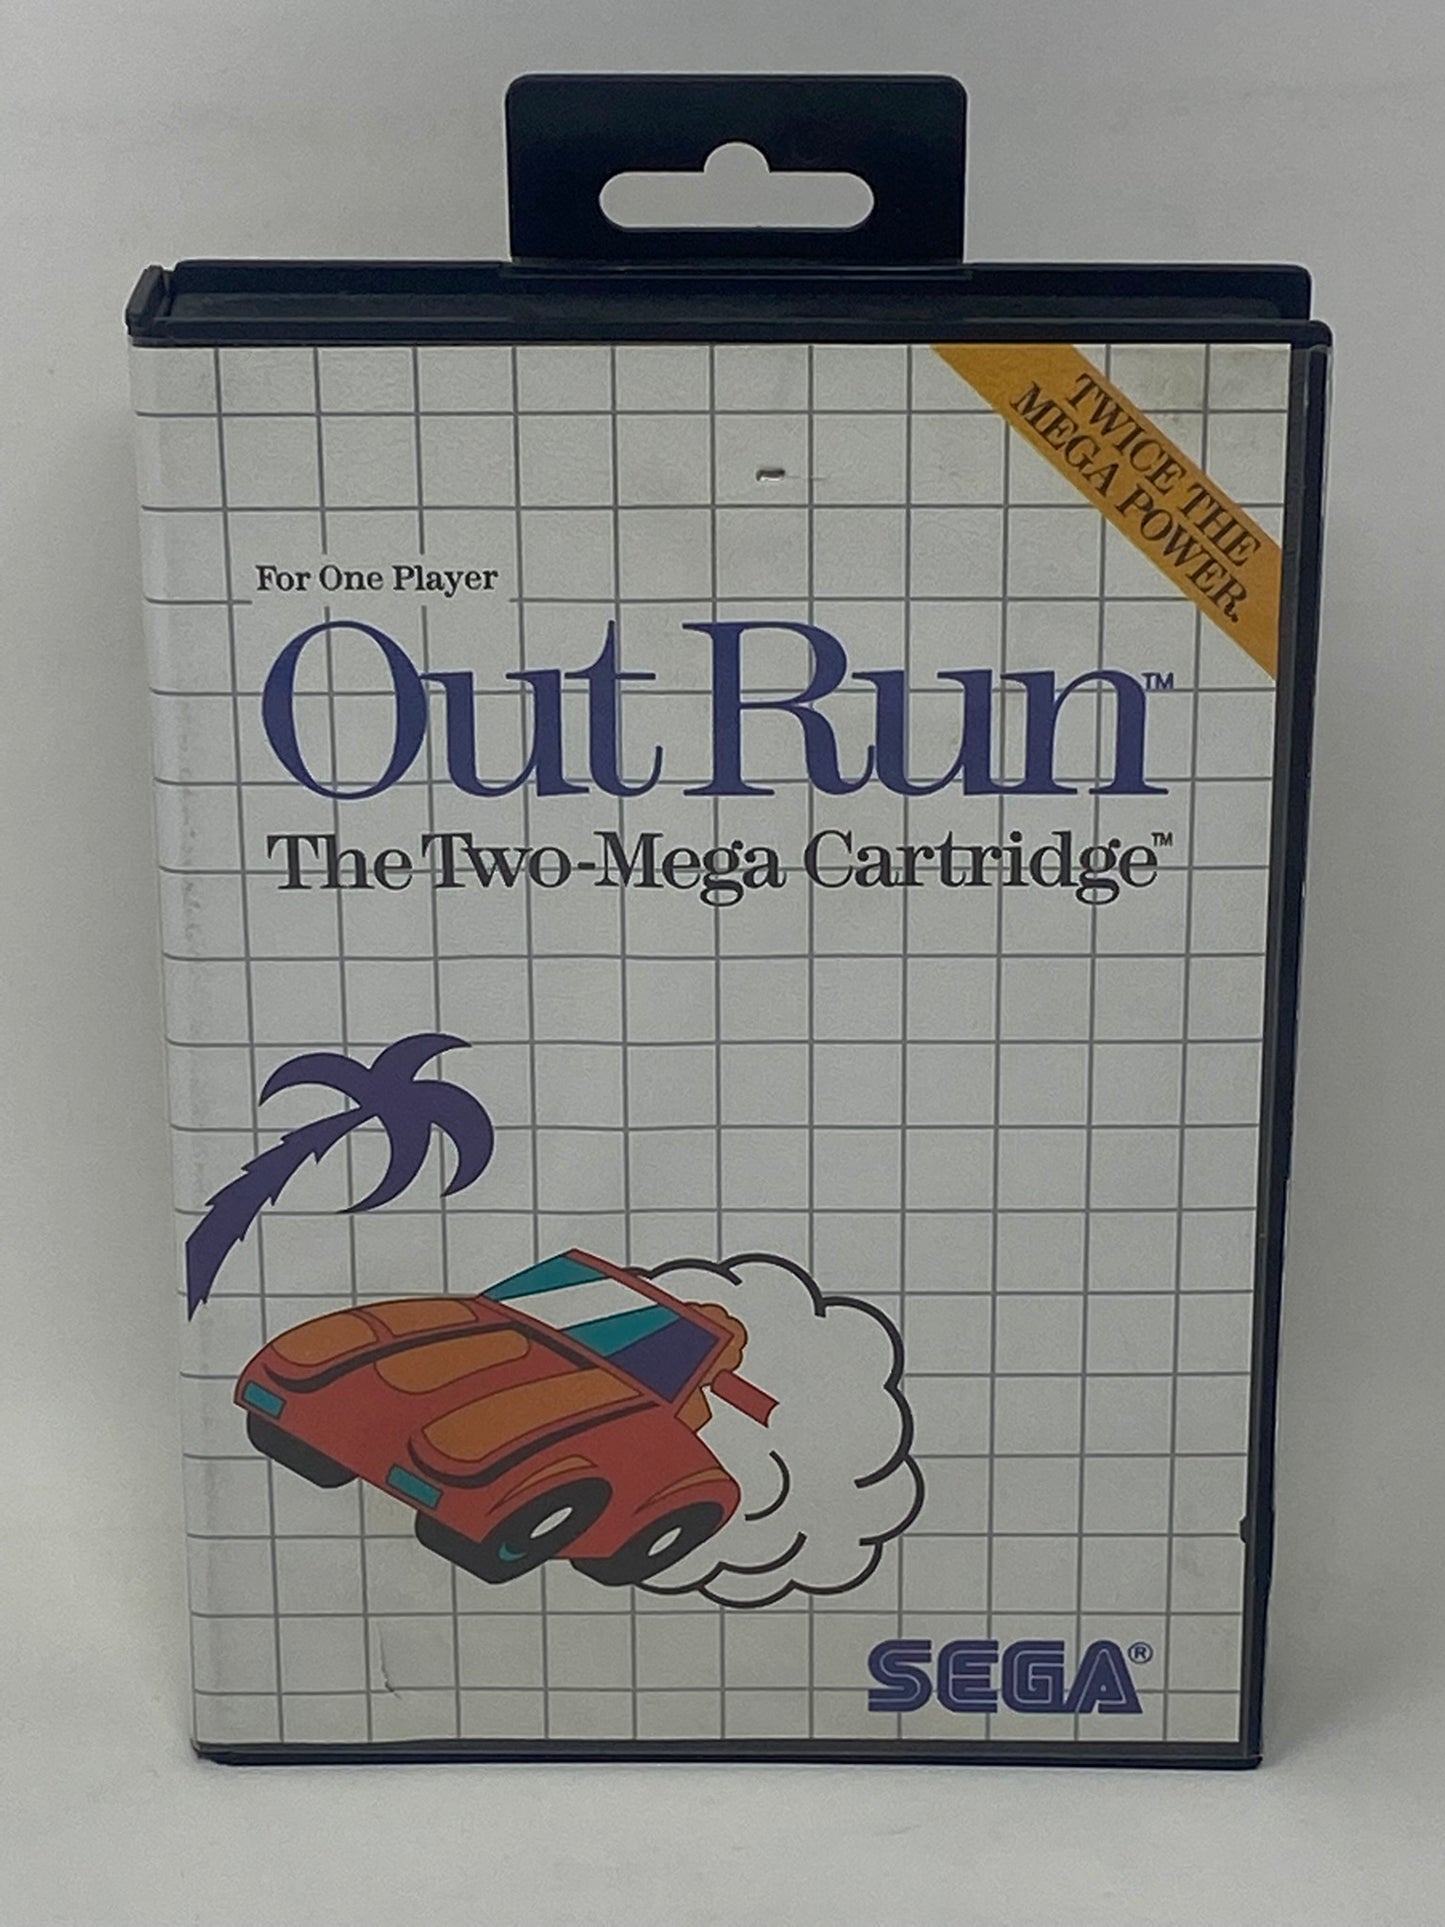 TWICE THE
MEGA POWER.
For One Player
Out Run™
The Two-Mega Cartridge™
SEGA®